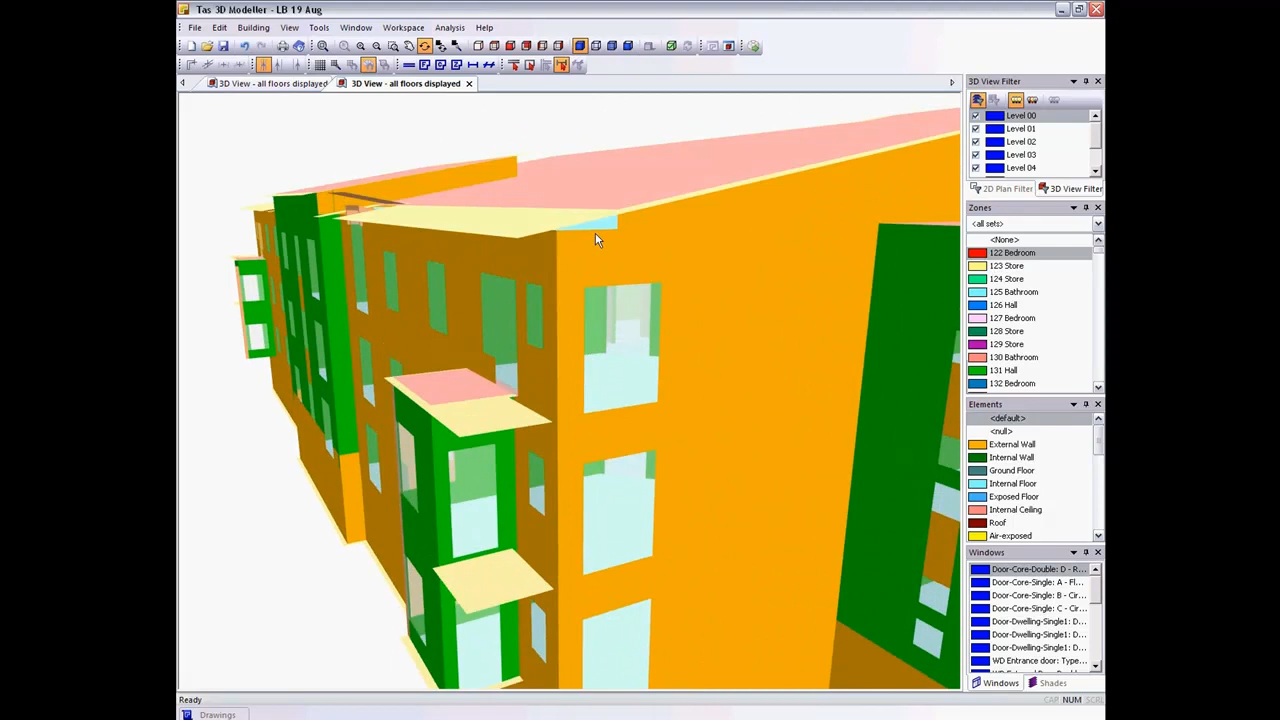 Tas 3D Modeller - LB 19 Aug
File Edit Building View Tools Window Workspace Analysis Help
3D View - all floors displayed
3D View - all floors displayed
3D View Filter
Level 00
Level 01
Level 02
Level 03
Level 04
2D Plan Filter 3D View Filter
Zones
<all sets>
<None>
122 Bedroom
123 Store
124 Store
125 Bathroom
126 Hall
127 Bedroom
128 Store
129 Store
130 Bathroom
131 Hall
132 Bedroom
Elements
<default>
<null>
External Wall
Internal Wall
Ground Floor
Internal Floor
Exposed Floor
Internal Ceiling
Roof
Air-exposed
Windows
Door-Core-Double: D - R...
Door-Core-Single: A - Fl...
Door-Core-Single: B - Cir...
Door-Core-Single: C - Cir...
Door-Dwelling-Single1: D...
Door-Dwelling-Single1: D...
Door-Dwelling-Single1: D...
WD Entrance door: Type...
Windows Shades
Ready
CAP NUM SCRL
Drawings